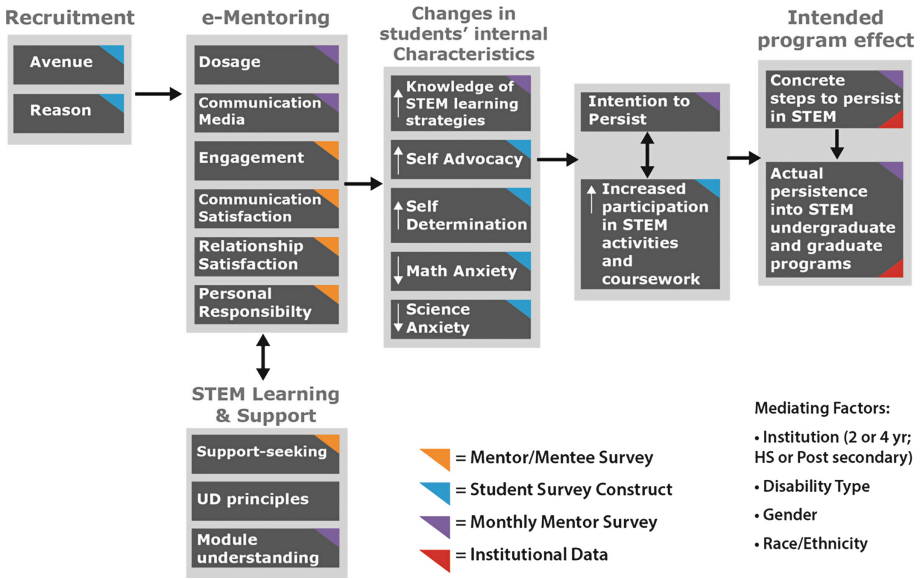 Recruitment
Avenue
Reason
e-Mentoring
Dosage
Communication
Media
Engagement
Communication
Satisfaction
Relationship
Satisfaction
Personal
Responsibilty
STEM Learning
& Support
Support-seeking
UD principles
Module
understanding
Changes in
students’ internal
Characteristics
Knowledge of
STEM learning
strategies
Self Advocacy
Self
Determination
Math Anxiety
Science
Anxiety
Intention to
Persist
Increased
participation
in STEM
activities
and
coursework
Intended
program effect
Concrete
steps to persist
in STEM
Actual
persistence
into STEM
undergraduate
and graduate
programs
= Mentor/Mentee Survey
= Student Survey Construct
= Monthly Mentor Survey
= Institutional Data
Mediating Factors:
• Institution (2 or 4 yr;
HS or Post secondary)
• Disability Type
• Gender
• Race/Ethnicity